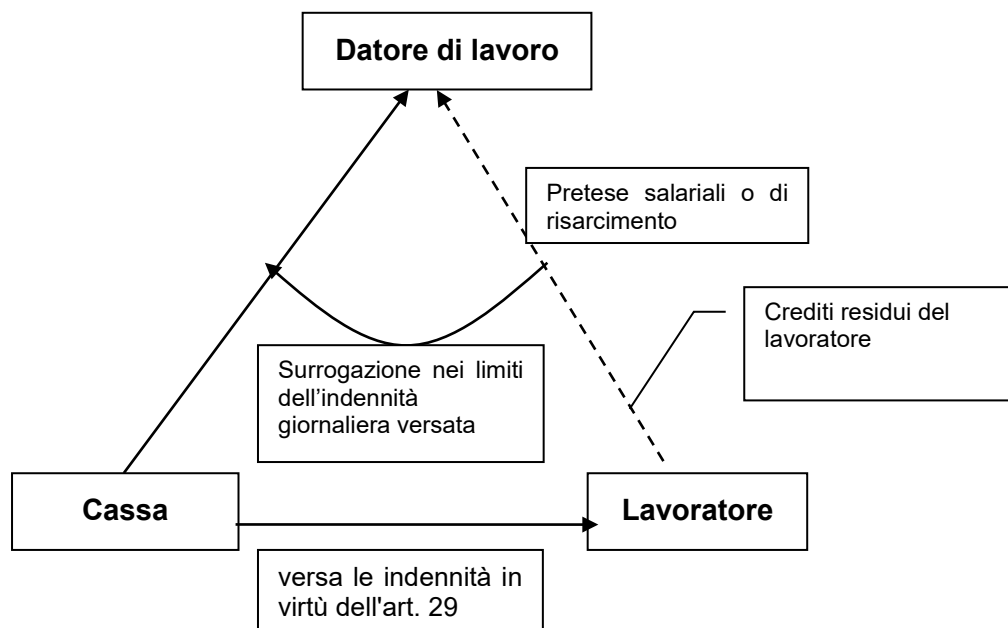 Datore di lavoro
Pretese salariali o di
risarcimento
Crediti residui del
lavoratore
Surrogazione nei limiti
dell’indennità
giornaliera versata
Cassa
Lavoratore
versa le indennità in
virtù dell'art. 29